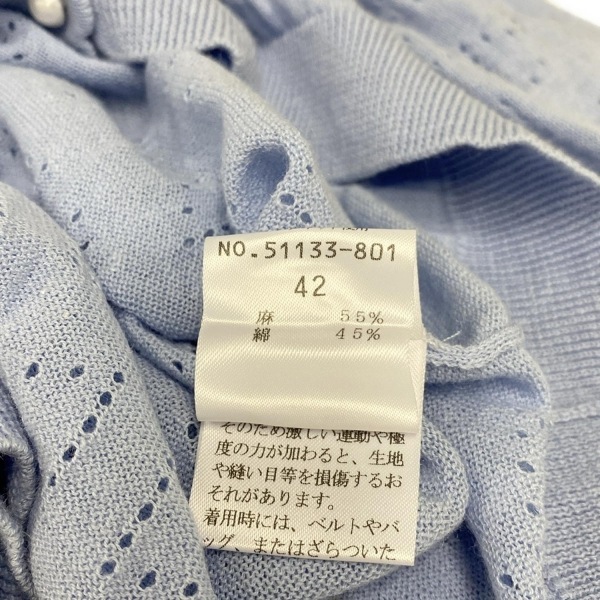 NO.51133-801
42
麻 55%
綿 45%
そのため激しい運動や極
度の力が加わると、生地
や縫い目等を損傷するお
それがあります。
着用時には、ベルトやバ
ッグ、またはざらついた